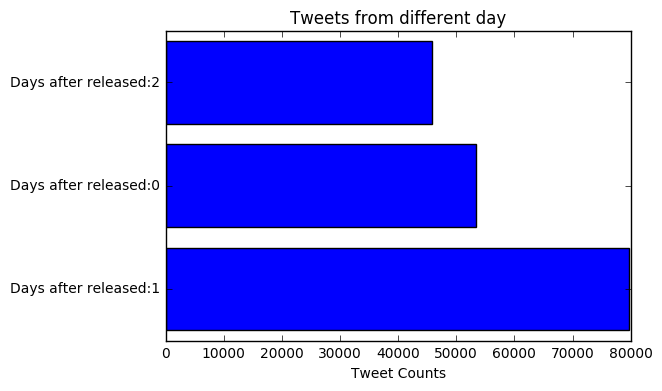 Tweets from different day
Days after released:2
Days after released:0
Days after released:1
0 10000 20000 30000 40000 50000 60000 70000 80000
Tweet Counts